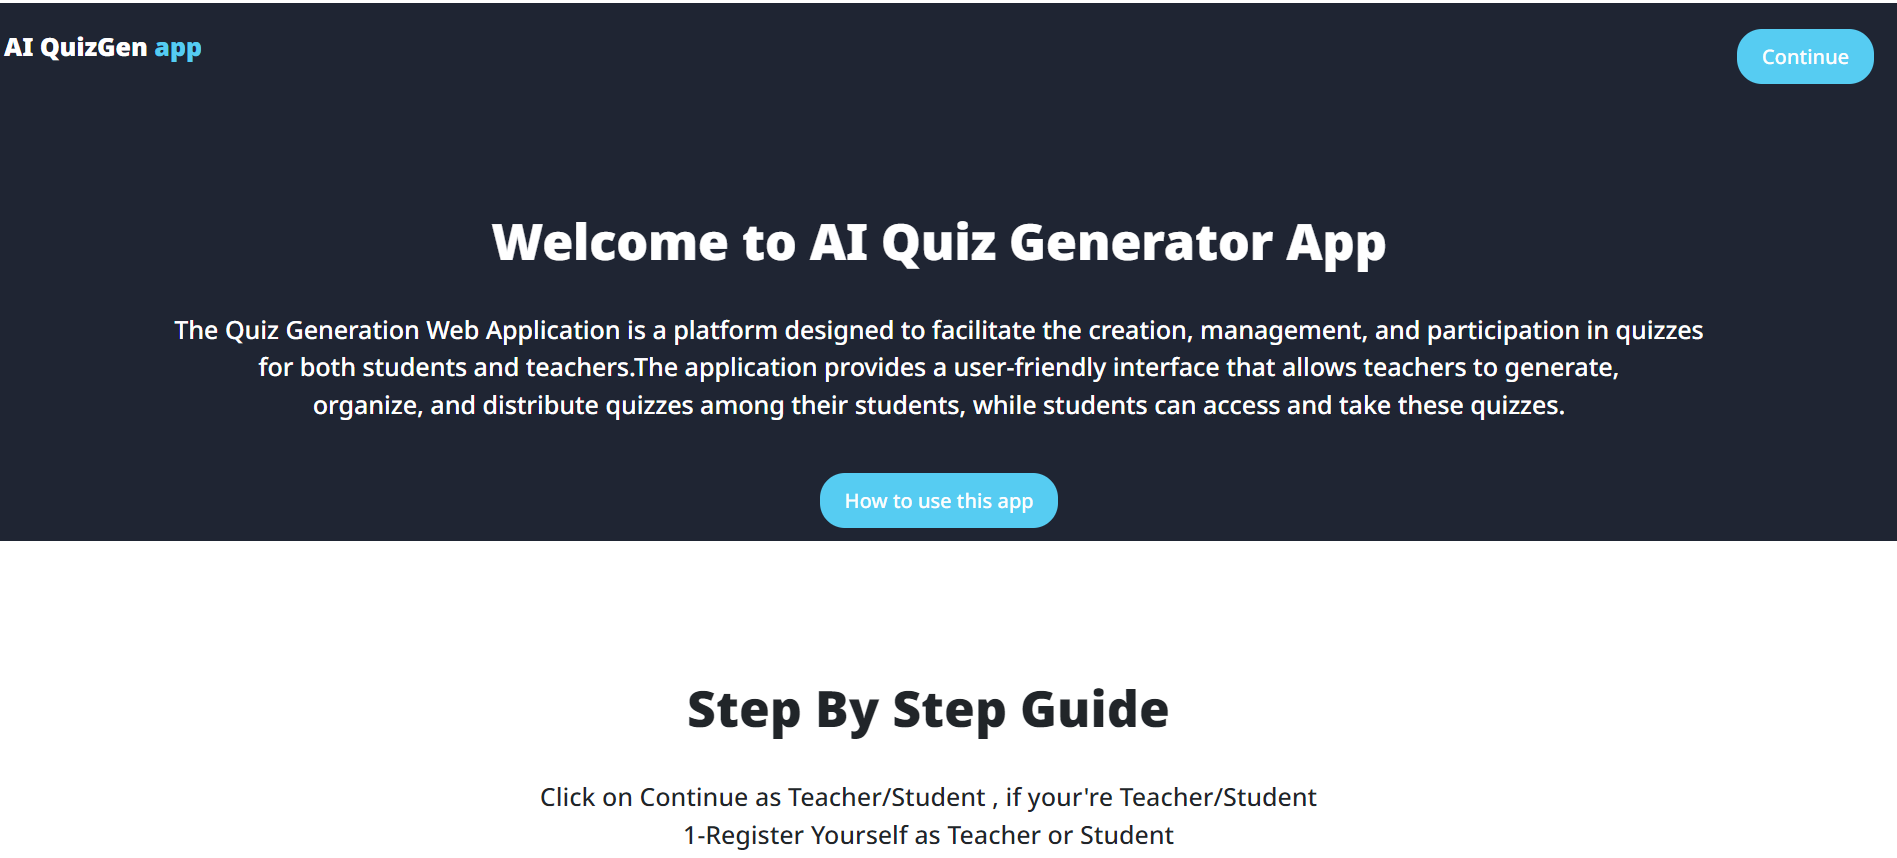 AI QuizGen app
Continue
Welcome to AI Quiz Generator App
The Quiz Generation Web Application is a platform designed to facilitate the creation, management, and participation in quizzes
for both students and teachers.The application provides a user-friendly interface that allows teachers to generate,
organize, and distribute quizzes among their students, while students can access and take these quizzes.
How to use this app
Step By Step Guide
Click on Continue as Teacher/Student , if your're Teacher/Student
1-Register Yourself as Teacher or Student